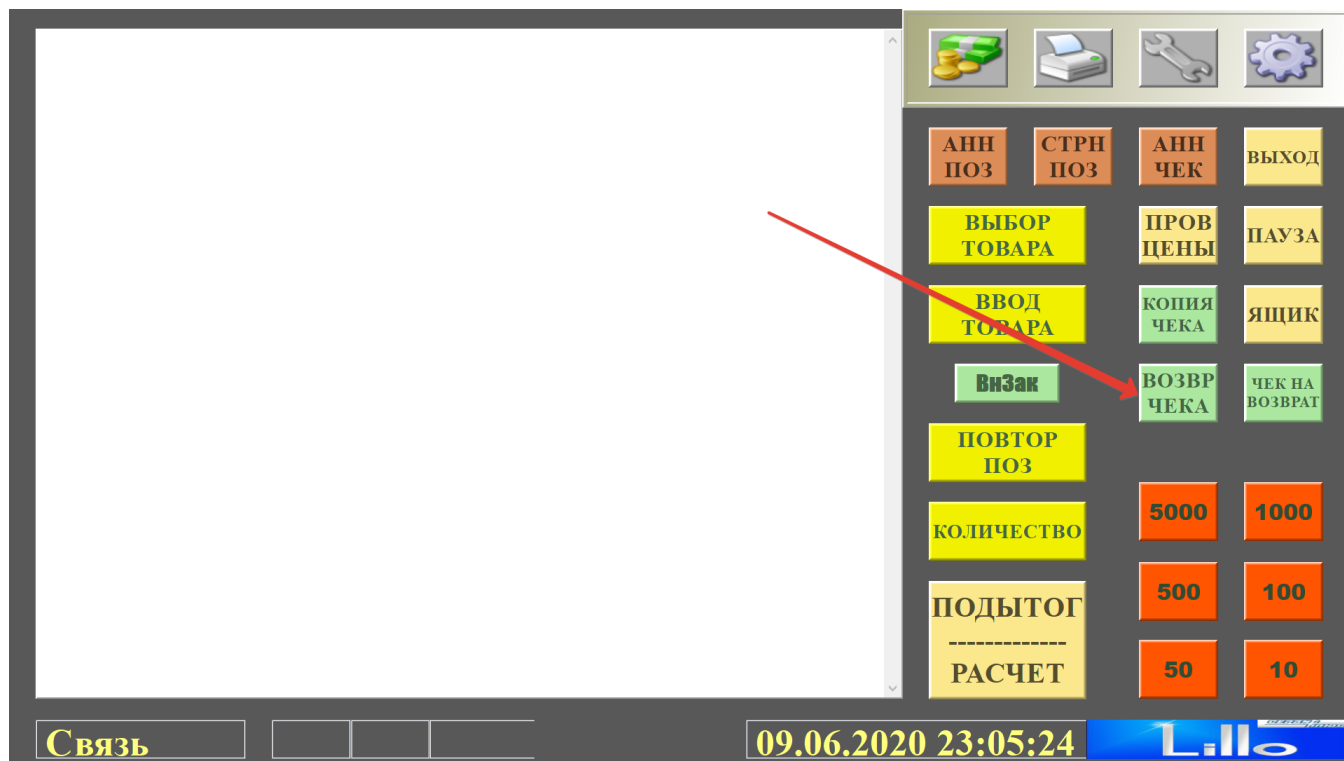 АНН
ПОЗ
СТРН
ПОЗ
АНН
ЧЕК
ВЫХОД
ВЫБОР
ТОВАРА
ПРОВ
ЦЕНЫ
ПАУЗА
ВВОД
ТОВАРА
КОПИЯ
ЧЕКА
ЯЩИК
ВнЗак
ВОЗВР
ЧЕКА
ЧЕК НА
ВОЗВРАТ
ПОВТОР
ПОЗ
5000
1000
КОЛИЧЕСТВО
500
100
ПОДЫТОГ
-------------
РАСЧЕТ
50
10
Связь
09.06.2020 23:05:24
Lillo